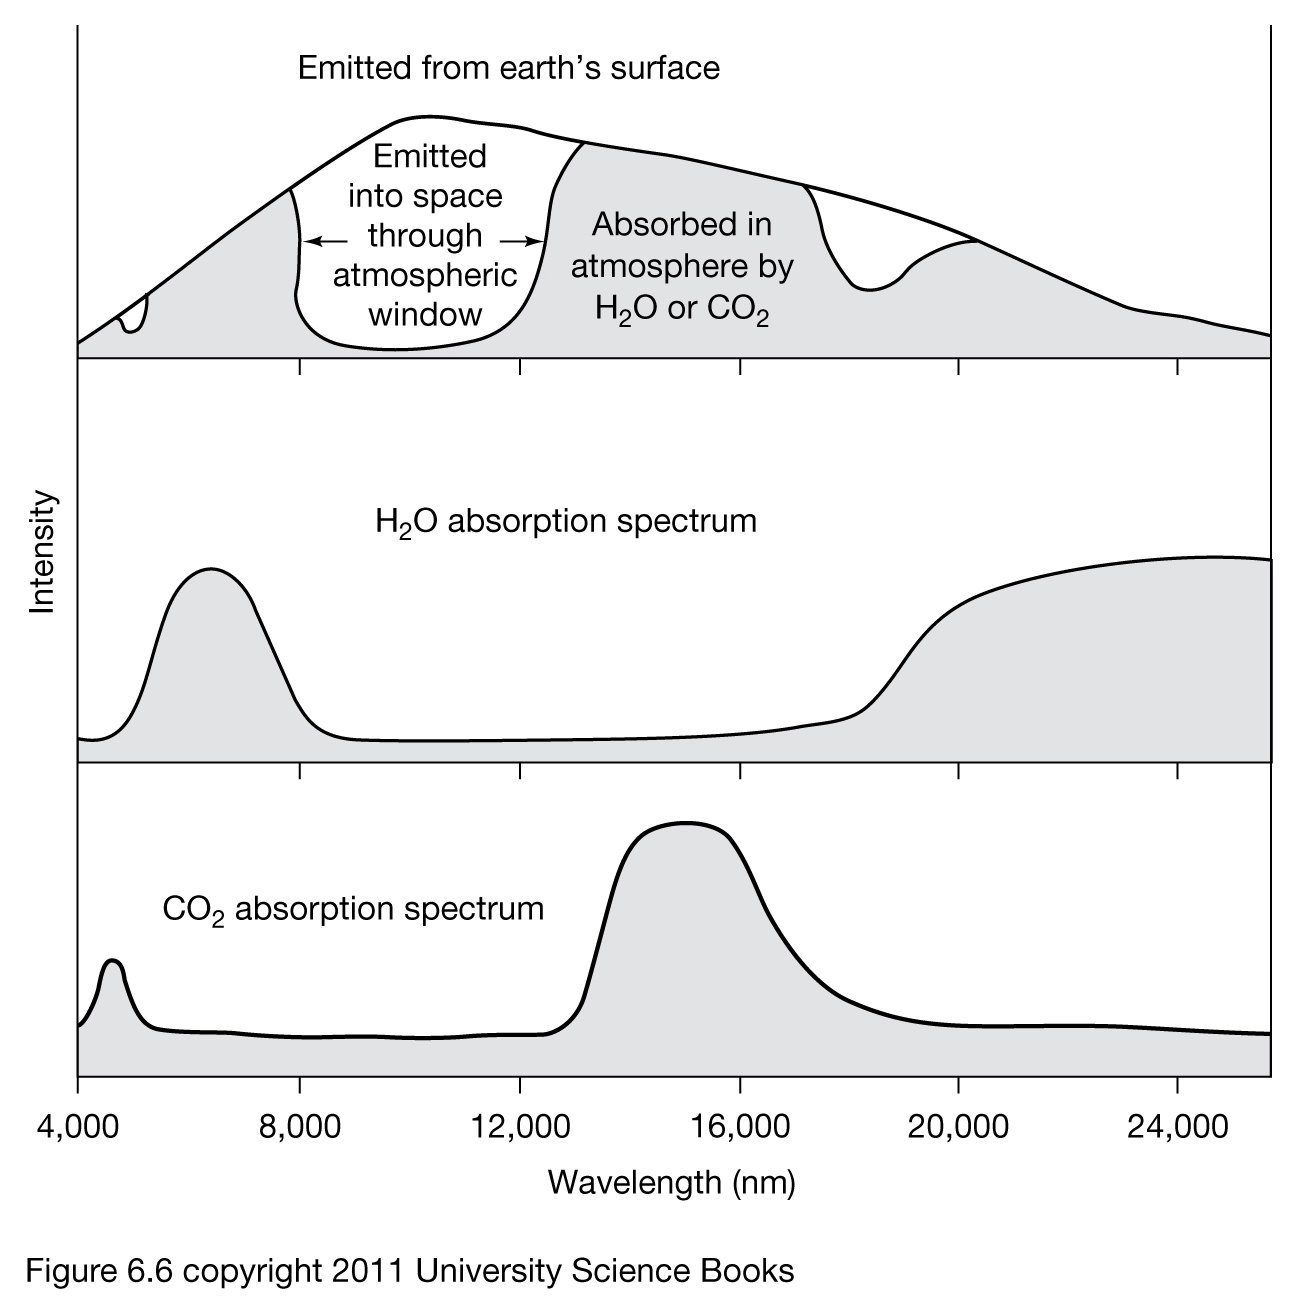 Emitted from earth’s surface
Emitted
into space
through
atmospheric
window
Absorbed in
atmosphere by
H₂O or CO₂
Intensity
H₂O absorption spectrum
CO₂ absorption spectrum
4,000 8,000 12,000 16,000 20,000 24,000
Wavelength (nm)
Figure 6.6 copyright 2011 University Science Books